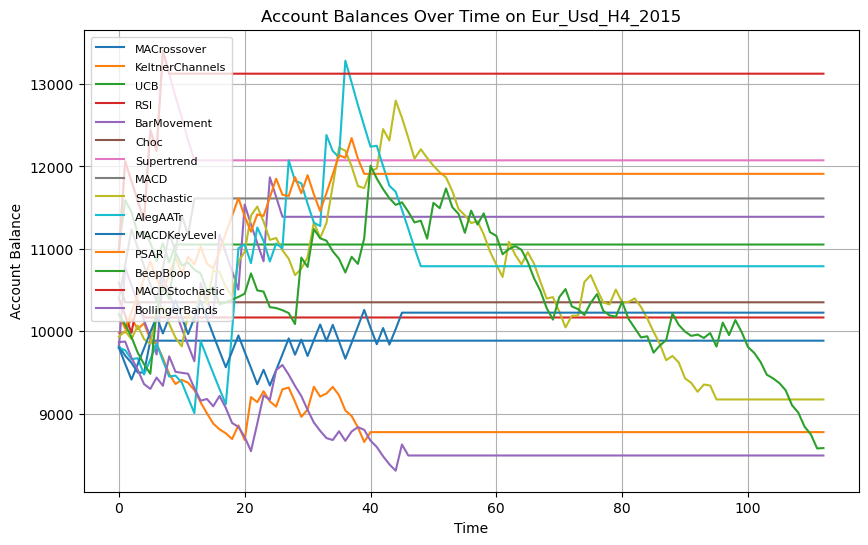 Account Balances Over Time on Eur_Usd_H4_2015
MACrossover
KeltnerChannels
UCB
RSI
BarMovement
Choc
Supertrend
MACD
Stochastic
AlegAATr
MACDKeyLevel
PSAR
BeepBoop
MACDStochastic
BollingerBands
13000
12000
11000
10000
9000
Account Balance
0 20 40 60 80 100
Time